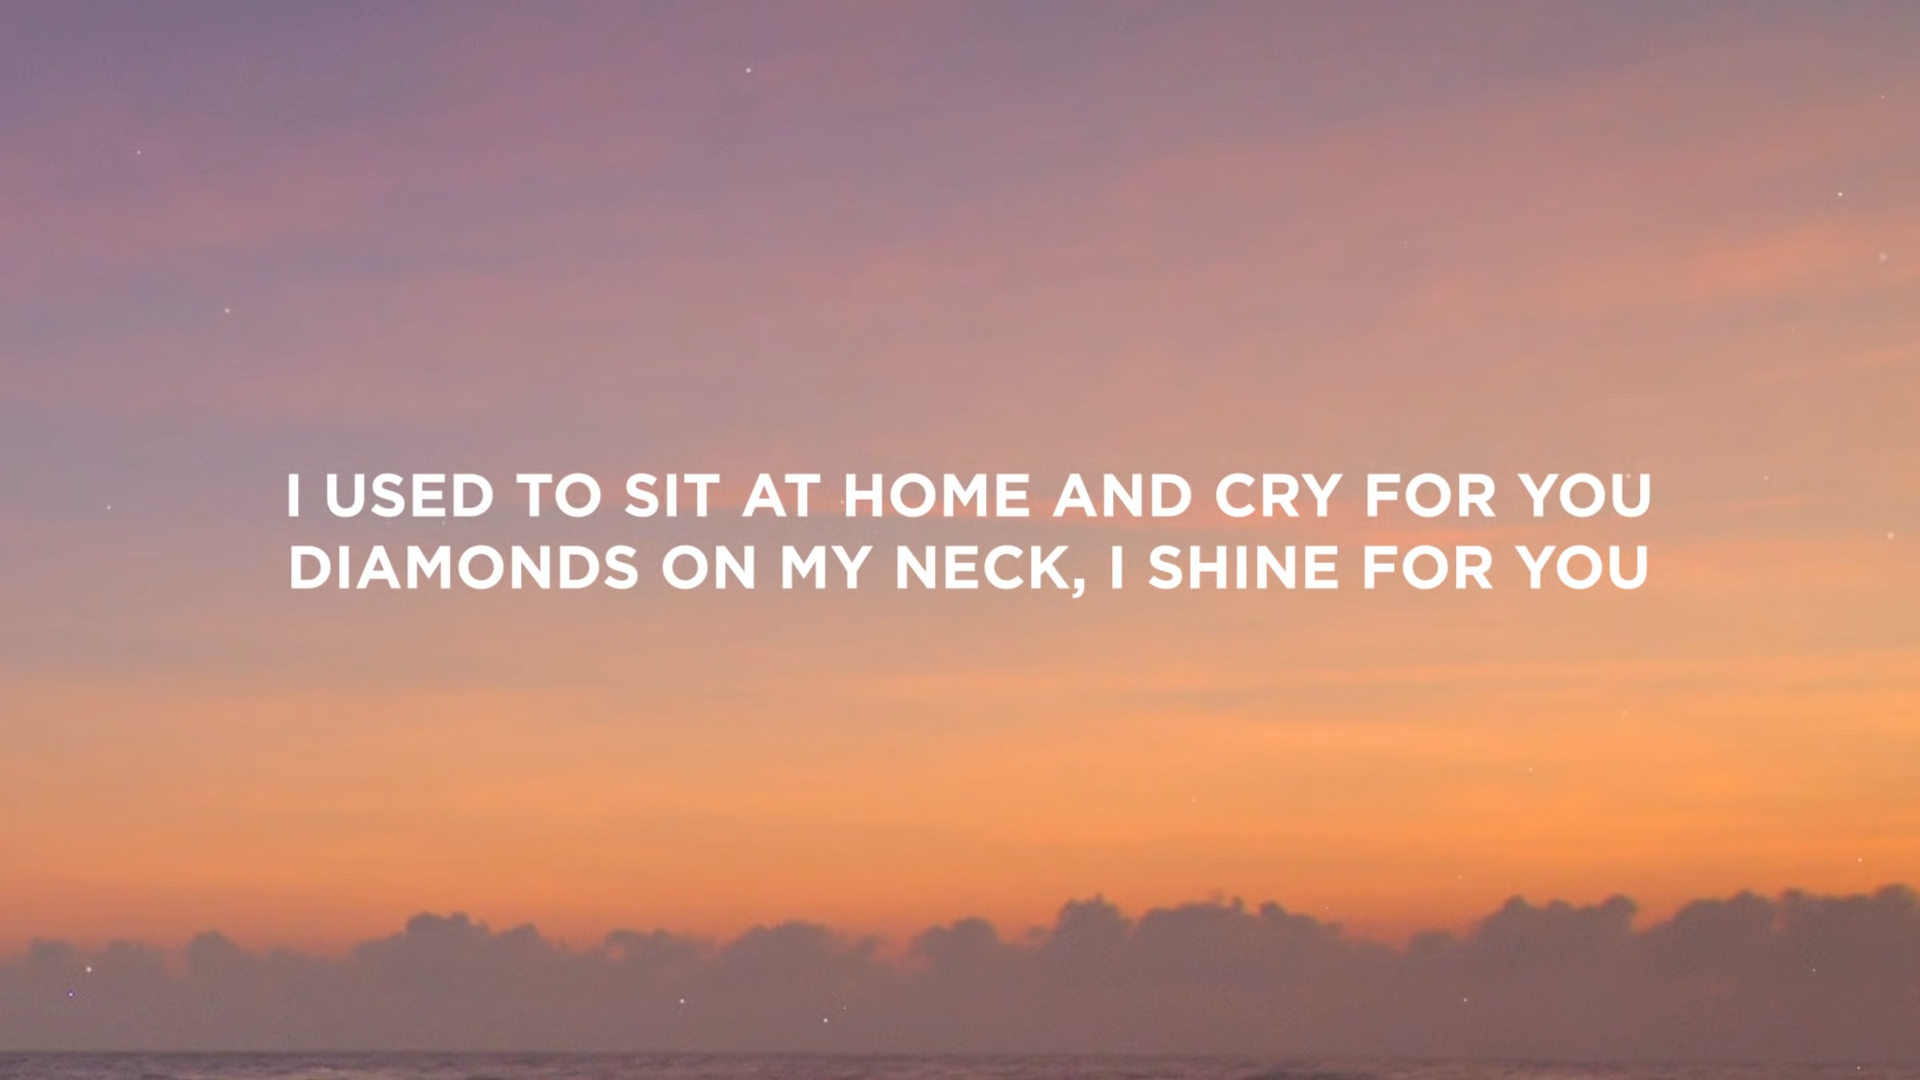 I USED TO SIT AT HOME AND CRY FOR YOU
DIAMONDS ON MY NECK, I SHINE FOR YOU